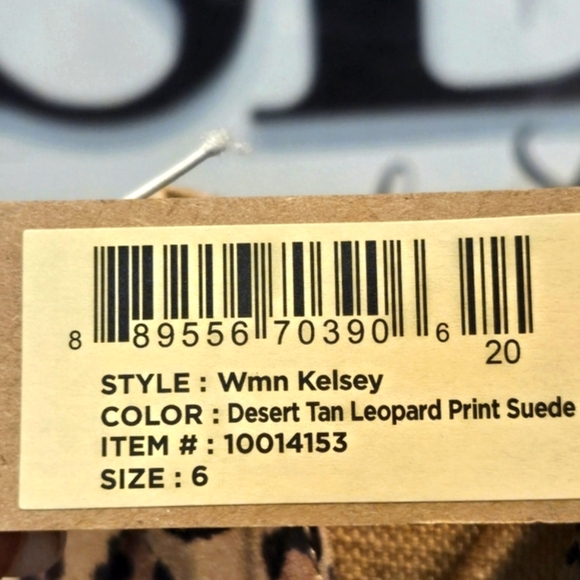 8 89556 70390 6 20
STYLE : Wmn Kelsey
COLOR : Desert Tan Leopard Print Suede
ITEM # : 10014153
SIZE : 6